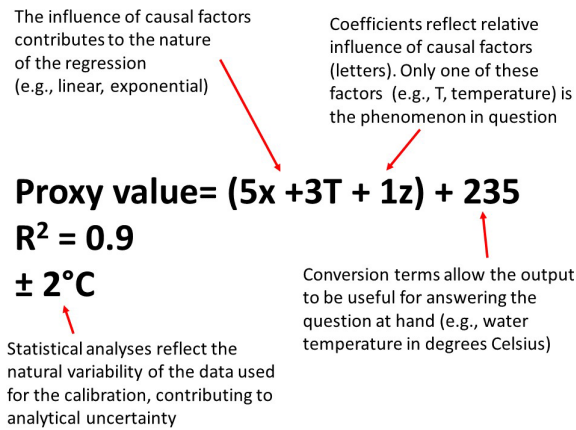 The influence of causal factors
contributes to the nature
of the regression
(e.g., linear, exponential)
Coefficients reflect relative
influence of causal factors
(letters). Only one of these
factors  (e.g., T, temperature) is
the phenomenon in question
Proxy value= (5x +3T + 1z) + 235
R² = 0.9
± 2°C
Conversion terms allow the output
to be useful for answering the
question at hand (e.g., water
temperature in degrees Celsius)
Statistical analyses reflect the
natural variability of the data used
for the calibration, contributing to
analytical uncertainty